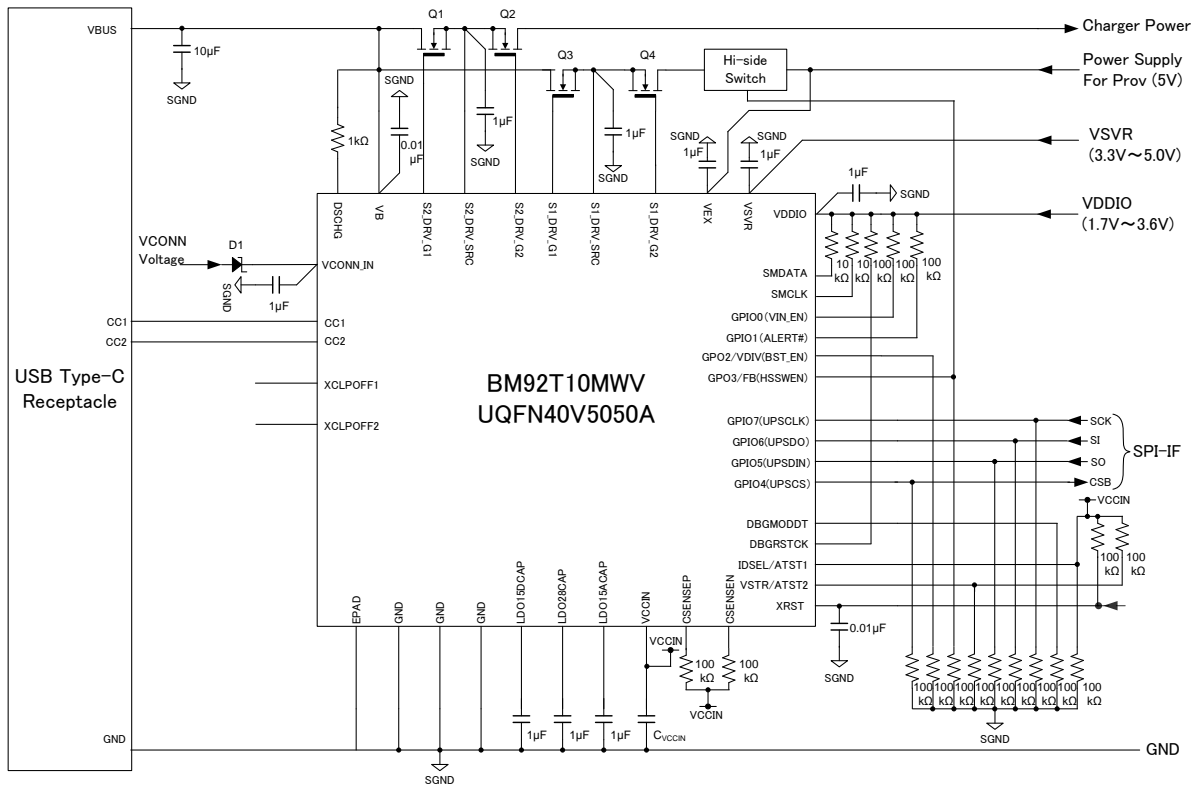 Q1
Q2
VBUS
Charger Power
10μF
SGND
Q3
Q4
Hi-side
Switch
Power Supply
For Prov (5V)
SGND
1μF
SGND
1kΩ
0.01
μF
1μF
SGND
SGND
1μF
SGND
1μF
VSVR
(3.3V～5.0V)
1μF
SGND
VDDIO
(1.7V～3.6V)
DSCHG
VB
S2_DRV_G1
S2_DRV_SRC
S2_DRV_G2
S1_DRV_G1
S1_DRV_SRC
S1_DRV_G2
VEX
VSVR
VDDIO
VCONN
Voltage
D1
VCONN_IN
SGND
1μF
10
kΩ
10
kΩ
100
kΩ
100
kΩ
100
kΩ
SMDATA
SMCLK
GPIO0(VIN_EN)
GPIO1(ALERT#)
GPO2/VDIV(BST_EN)
GPO3/FB(HSSWEN)
CC1
CC1
CC2
CC2
USB Type-C
Receptacle
XCLPOFF1
XCLPOFF2
BM92T10MWV
UQFN40V5050A
GPIO7(UPSCLK)
SCK
GPIO6(UPSDO)
SI
GPIO5(UPSDIN)
SO
GPIO4(UPSCS)
CSB
SPI-IF
VCCIN
100
kΩ
100
kΩ
DBGMODDT
DBGRSTCK
IDSEL/ATST1
VSTR/ATST2
XRST
0.01μF
SGND
EPAD
GND
GND
GND
LDO15DCAP
LDO28CAP
LDO15ACAP
VCCIN
CSENSEP
CSENSEN
VCCIN
100
kΩ
100
kΩ
VCCIN
100
kΩ
100
kΩ
100
kΩ
100
kΩ
100
kΩ
100
kΩ
100
kΩ
100
kΩ
100
kΩ
SGND
1μF
1μF
1μF
CVCCIN
GND
SGND
GND